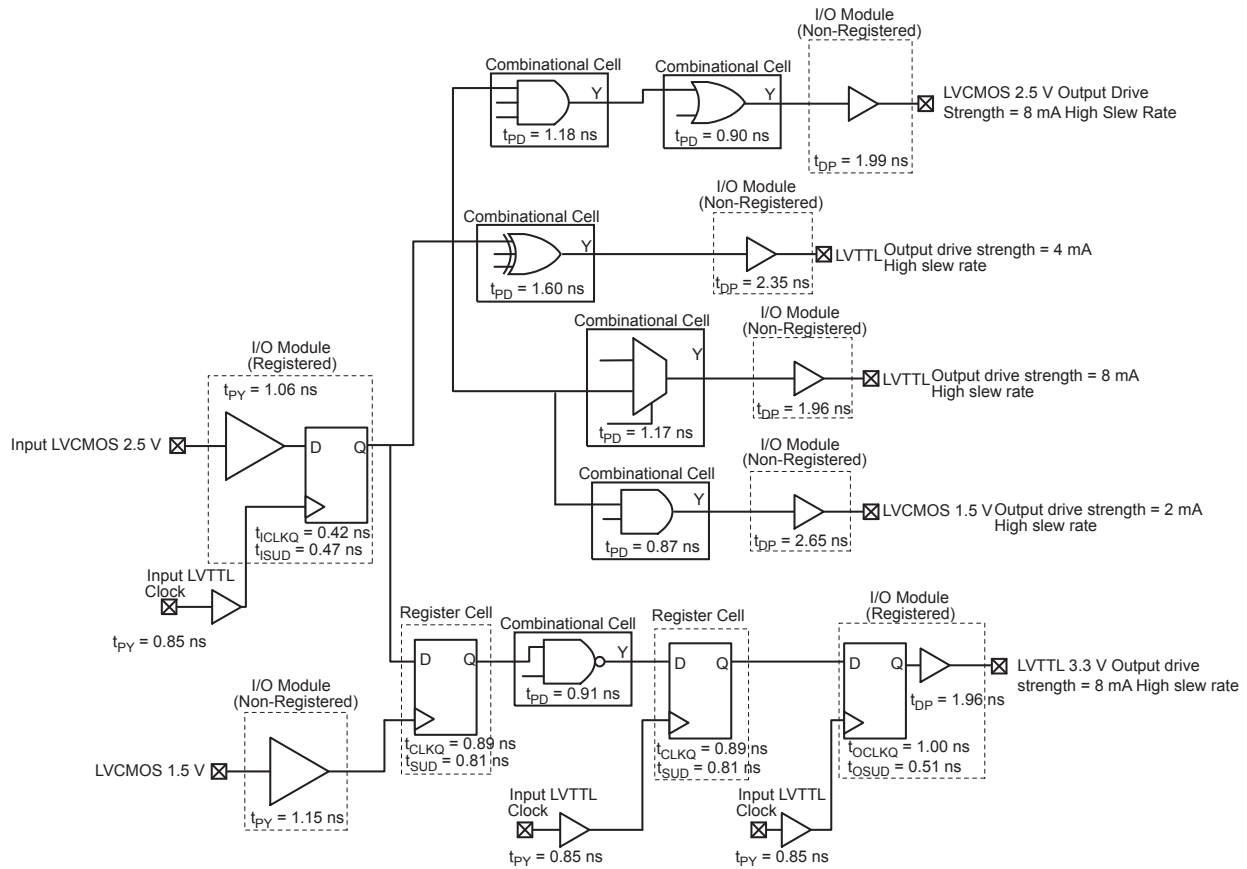 I/O Module
(Non-Registered)
Combinational Cell
Y
tPD = 1.18 ns
Combinational Cell
Y
tPD = 0.90 ns
tDP = 1.99 ns
LVCMOS 2.5 V Output Drive
Strength = 8 mA High Slew Rate
I/O Module
(Non-Registered)
Combinational Cell
Y
tPD = 1.60 ns
tDP = 2.35 ns
LVTTL Output drive strength = 4 mA
High slew rate
I/O Module
(Non-Registered)
Combinational Cell
Y
tPD = 1.17 ns
tDP = 1.96 ns
LVTTL Output drive strength = 8 mA
High slew rate
I/O Module
(Registered)
tPY = 1.06 ns
Input LVCMOS 2.5 V
D Q
tICLKQ = 0.42 ns
tISUD = 0.47 ns
Input LVTTL
Clock
tPY = 0.85 ns
I/O Module
(Non-Registered)
Combinational Cell
Y
tPD = 0.87 ns
tDP = 2.65 ns
LVCMOS 1.5 V Output drive strength = 2 mA
High slew rate
Register Cell
D Q
tCLKQ = 0.89 ns
tSUD = 0.81 ns
Combinational Cell
Y
tPD = 0.91 ns
Register Cell
D Q
tCLKQ = 0.89 ns
tSUD = 0.81 ns
I/O Module
(Registered)
D Q
tDP = 1.96 ns
tOCLKQ = 1.00 ns
tOSUD = 0.51 ns
LVTTL 3.3 V Output drive
strength = 8 mA High slew rate
I/O Module
(Non-Registered)
LVCMOS 1.5 V
tPY = 1.15 ns
Input LVTTL
Clock
tPY = 0.85 ns
Input LVTTL
Clock
tPY = 0.85 ns